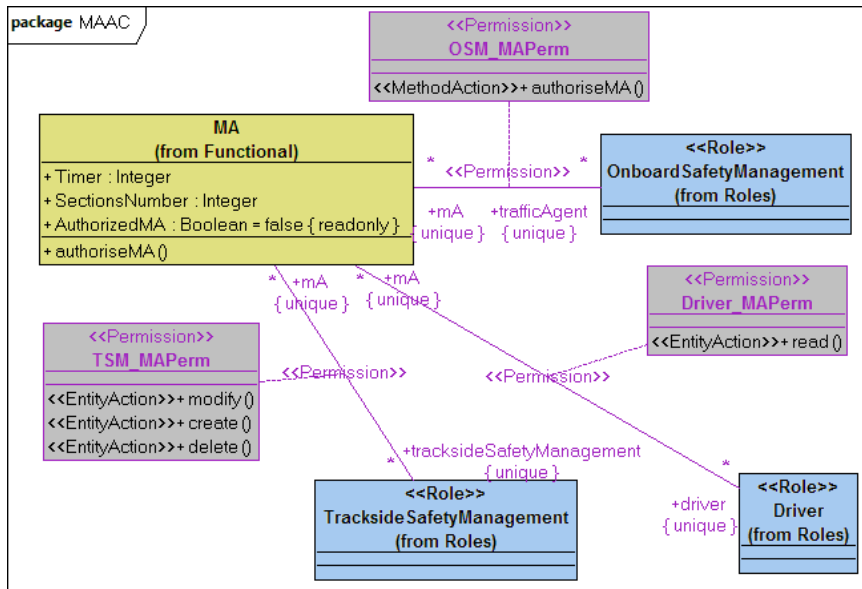 package MAAC
<<Permission>>
OSM_MAPerm
<<MethodAction>>+ authoriseMA()
MA
(from Functional)
+ Timer : Integer
+ SectionsNumber : Integer
+ AuthorizedMA : Boolean = false { readonly }
+ authoriseMA()
* <<Permission>> *
+mA +trafficAgent
{ unique } { unique }
<<Role>>
OnboardSafetyManagement
(from Roles)
* +mA
{ unique }
* +mA
{ unique }
<<Permission>>
Driver_MAPerm
<<EntityAction>>+ read()
<<Permission>>
TSM_MAPerm
<<EntityAction>>+ modify()
<<EntityAction>>+ create()
<<EntityAction>>+ delete()
<<Permission>>
<<Permission>>
* +tracksideSafetyManagement
{ unique }
<<Role>>
TracksideSafetyManagement
(from Roles)
*
+driver
{ unique }
<<Role>>
Driver
(from Roles)